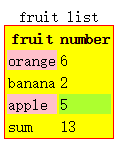 fruit list
fruit number
orange 6
banana 2
apple 5
sum 13